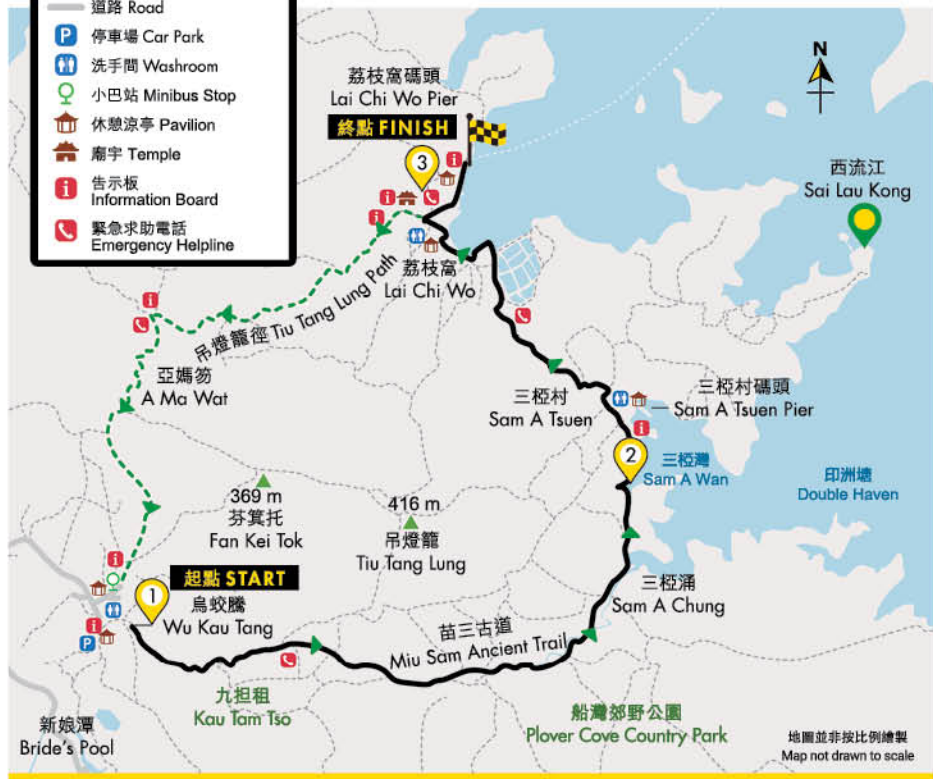 道路 Road
停車場 Car Park
洗手間 Washroom
小巴站 Minibus Stop
休憩涼亭 Pavilion
廟宇 Temple
告示板
Information Board
緊急求助電話
Emergency Helpline
N
荔枝窩碼頭
Lai Chi Wo Pier
終點 FINISH
3
西流江
Sai Lau Kong
荔枝窩
Lai Chi Wo
吊燈籠徑 Tiu Tang Lung Path
亞媽笏
A Ma Wat
三椏村
Sam A Tsuen
三椏村碼頭
Sam A Tsuen Pier
2
三椏灣
Sam A Wan
印洲塘
Double Haven
369 m
芬箕托
Fan Kei Tok
416 m
吊燈籠
Tiu Tang Lung
起點 START
1
烏蛟騰
Wu Kau Tang
三椏涌
Sam A Chung
苗三古道
Miu Sam Ancient Trail
九担租
Kau Tam Tso
船灣郊野公園
Plover Cove Country Park
新娘潭
Bride's Pool
地圖並非按比例繪製
Map not drawn to scale